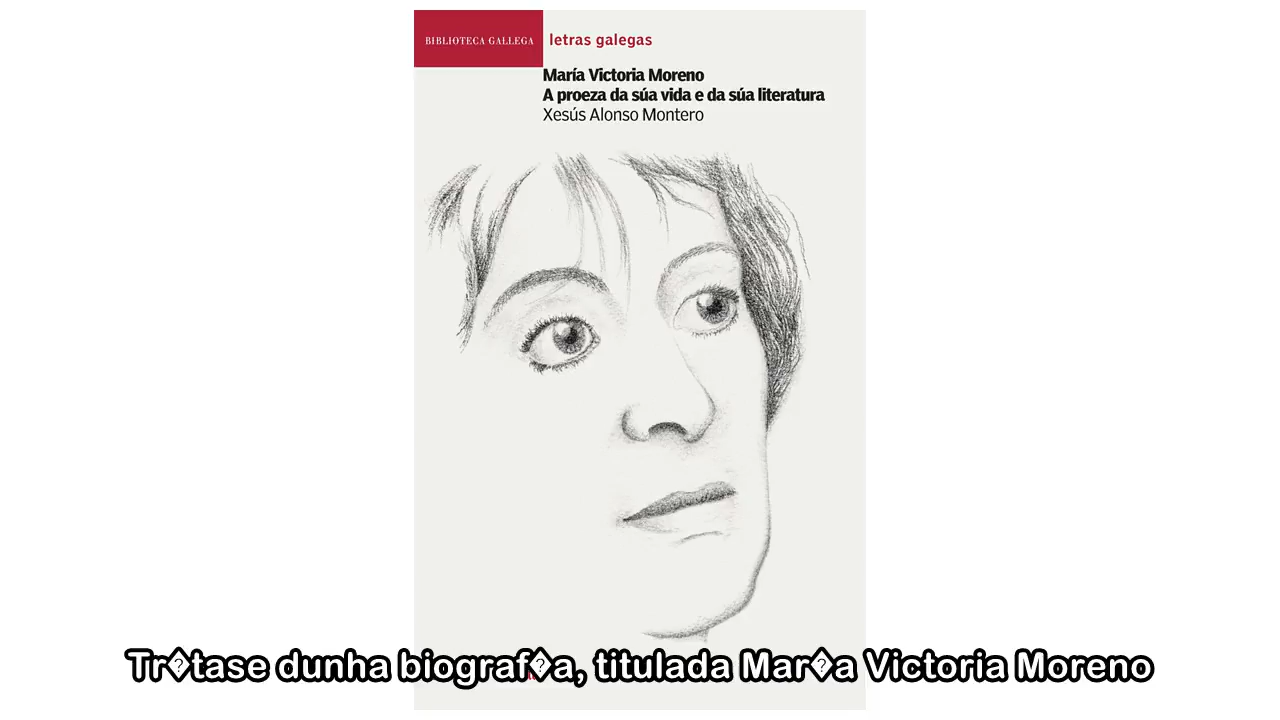 BIBLIOTECA GALLEGA
letras galegas
María Victoria Moreno
A proeza da súa vida e da súa literatura
Xesús Alonso Montero
Tr�tase dunha biograf�a, titulada Mar�a Victoria Moreno